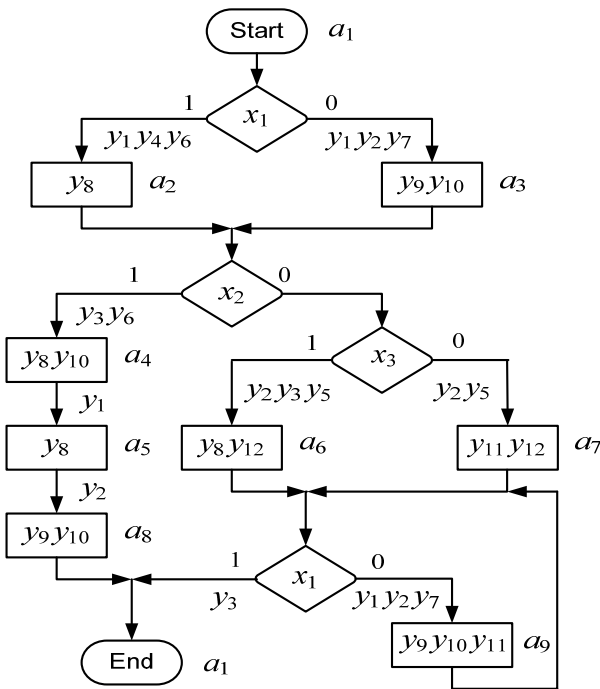 Start a₁
x₁
1 0
y₁y₄y₆ y₁y₂y₇
y₈ a₂ y₉y₁₀ a₃
x₂
1 0
y₃y₆
y₈y₁₀ a₄
x₃
1 0
y₂y₃y₅ y₂y₅
y₁
y₈ a₅ y₈y₁₂ a₆ y₁₁y₁₂ a₇
y₂
y₉y₁₀ a₈
x₁
1 0
y₃ y₁y₂y₇
y₉y₁₀y₁₁ a₉
End a₁